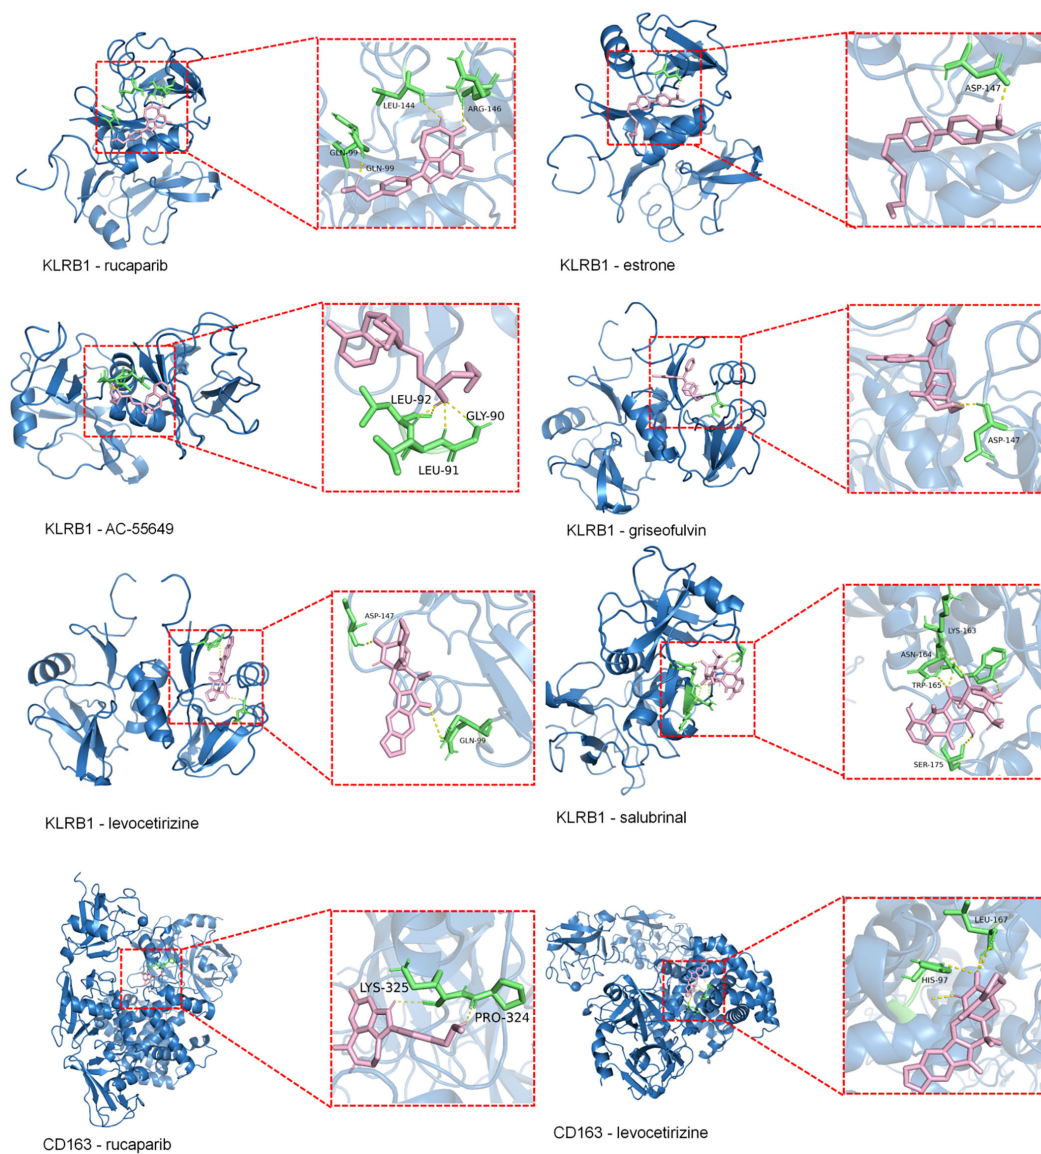 LEU-144
ARG-146
GLN-99
GLN-99
KLRB1 - rucaparib
ASP-147
KLRB1 - estrone
LEU-92
GLY-90
LEU-91
KLRB1 - AC-55649
ASP-147
KLRB1 - griseofulvin
ASP-147
GLN-99
KLRB1 - levocetirizine
LYS-163
ASN-164
TRP-165
SER-175
KLRB1 - salubrinal
LYS-325
PRO-324
CD163 - rucaparib
LEU-167
HIS-97
CD163 - levocetirizine